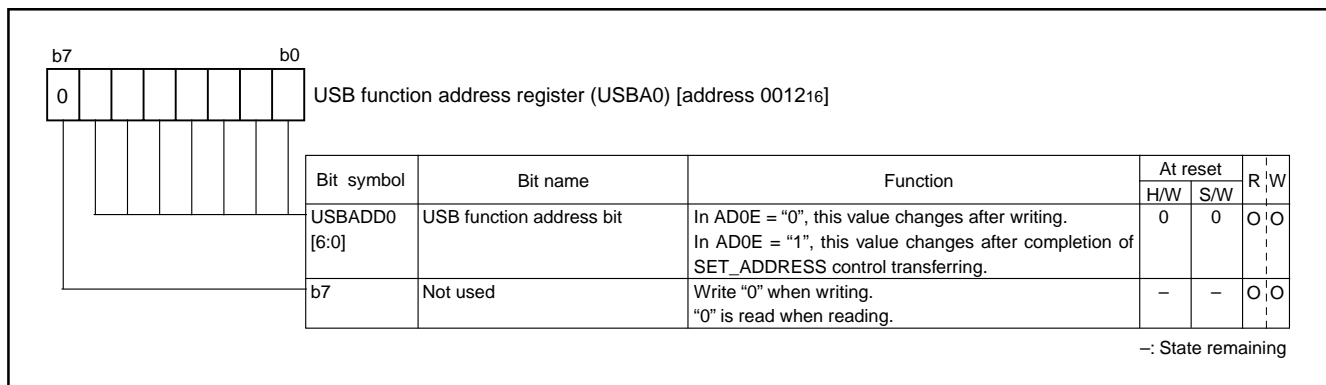 b7 b0
0 USB function address register (USBA0) [address 001216]
Bit symbol Bit name Function At reset R W
H/W S/W
USBADD0 USB function address bit In AD0E = “0”, this value changes after writing. 0 0 O O
[6:0] In AD0E = “1”, this value changes after completion of
SET_ADDRESS control transferring.
b7 Not used Write “0” when writing. – – O O
“0” is read when reading.
–: State remaining